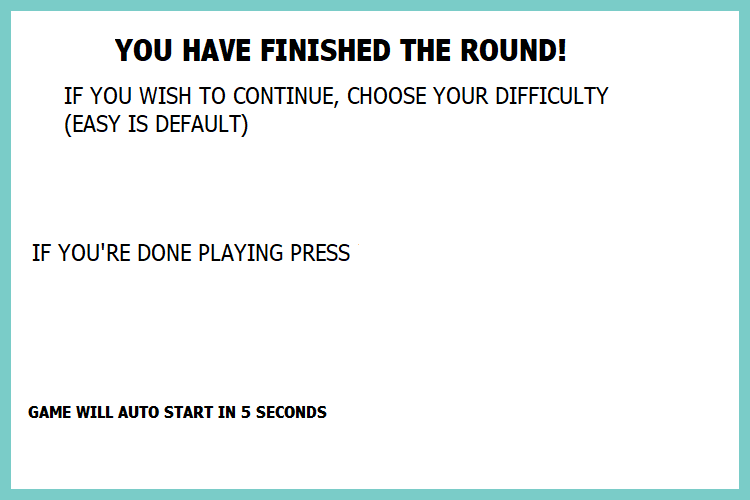 YOU HAVE FINISHED THE ROUND!
IF YOU WISH TO CONTINUE, CHOOSE YOUR DIFFICULTY
(EASY IS DEFAULT)
IF YOU'RE DONE PLAYING PRESS
GAME WILL AUTO START IN 5 SECONDS